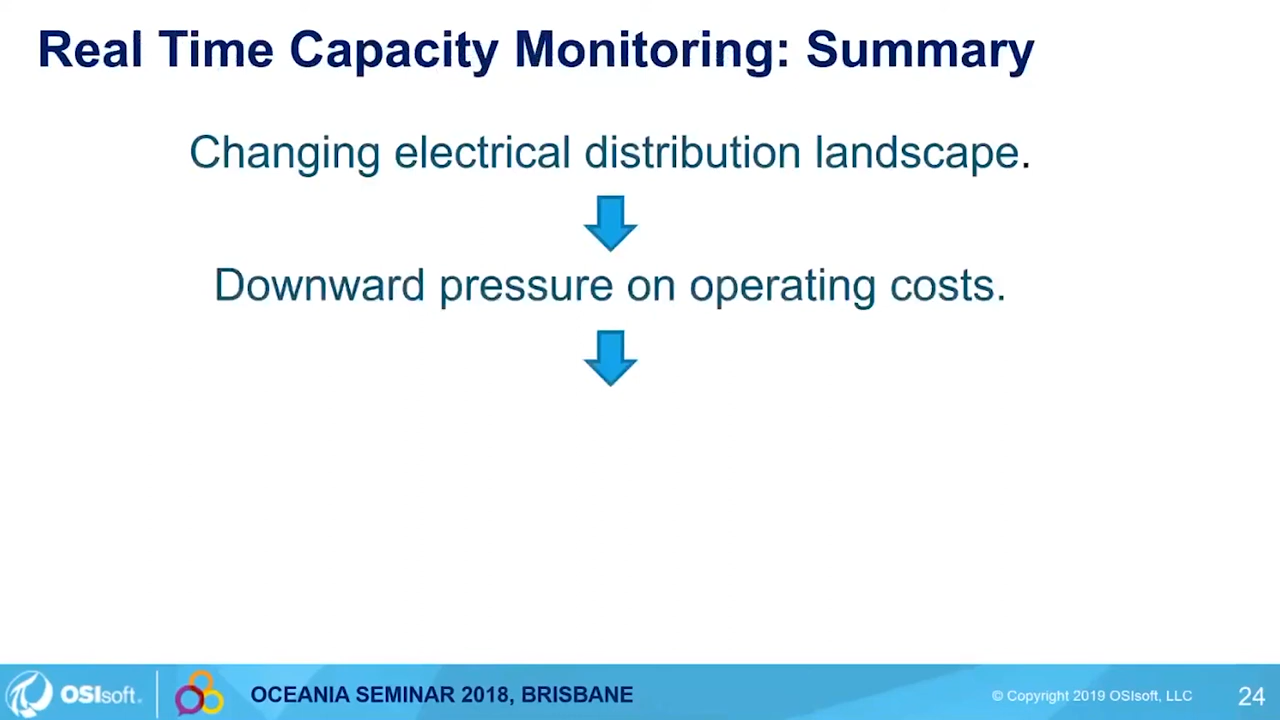 Real Time Capacity Monitoring: Summary
Changing electrical distribution landscape.
Downward pressure on operating costs.
OSIsoft.
OCEANIA SEMINAR 2018, BRISBANE
© Copyright 2019 OSIsoft, LLC
24